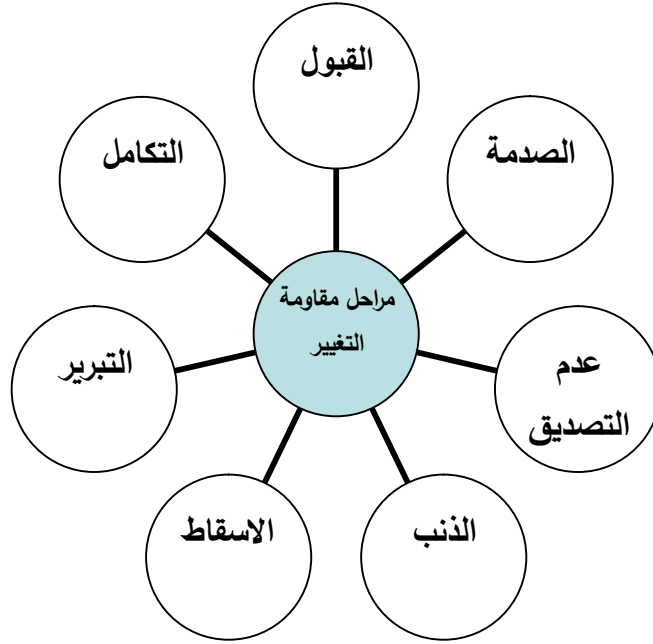 القبول
الصدمة
عدم
التصديق
الذنب
الاسقاط
التبرير
التكامل
مراحل مقاومة
التغيير